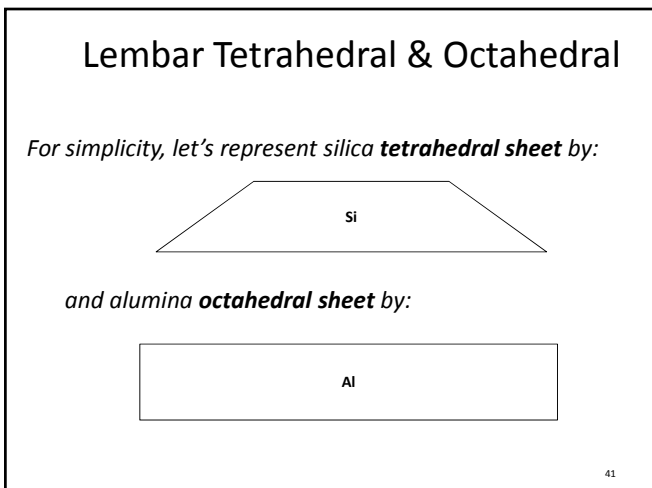 Lembar Tetrahedral & Octahedral
For simplicity, let’s represent silica tetrahedral sheet by:
Si
and alumina octahedral sheet by:
Al
41